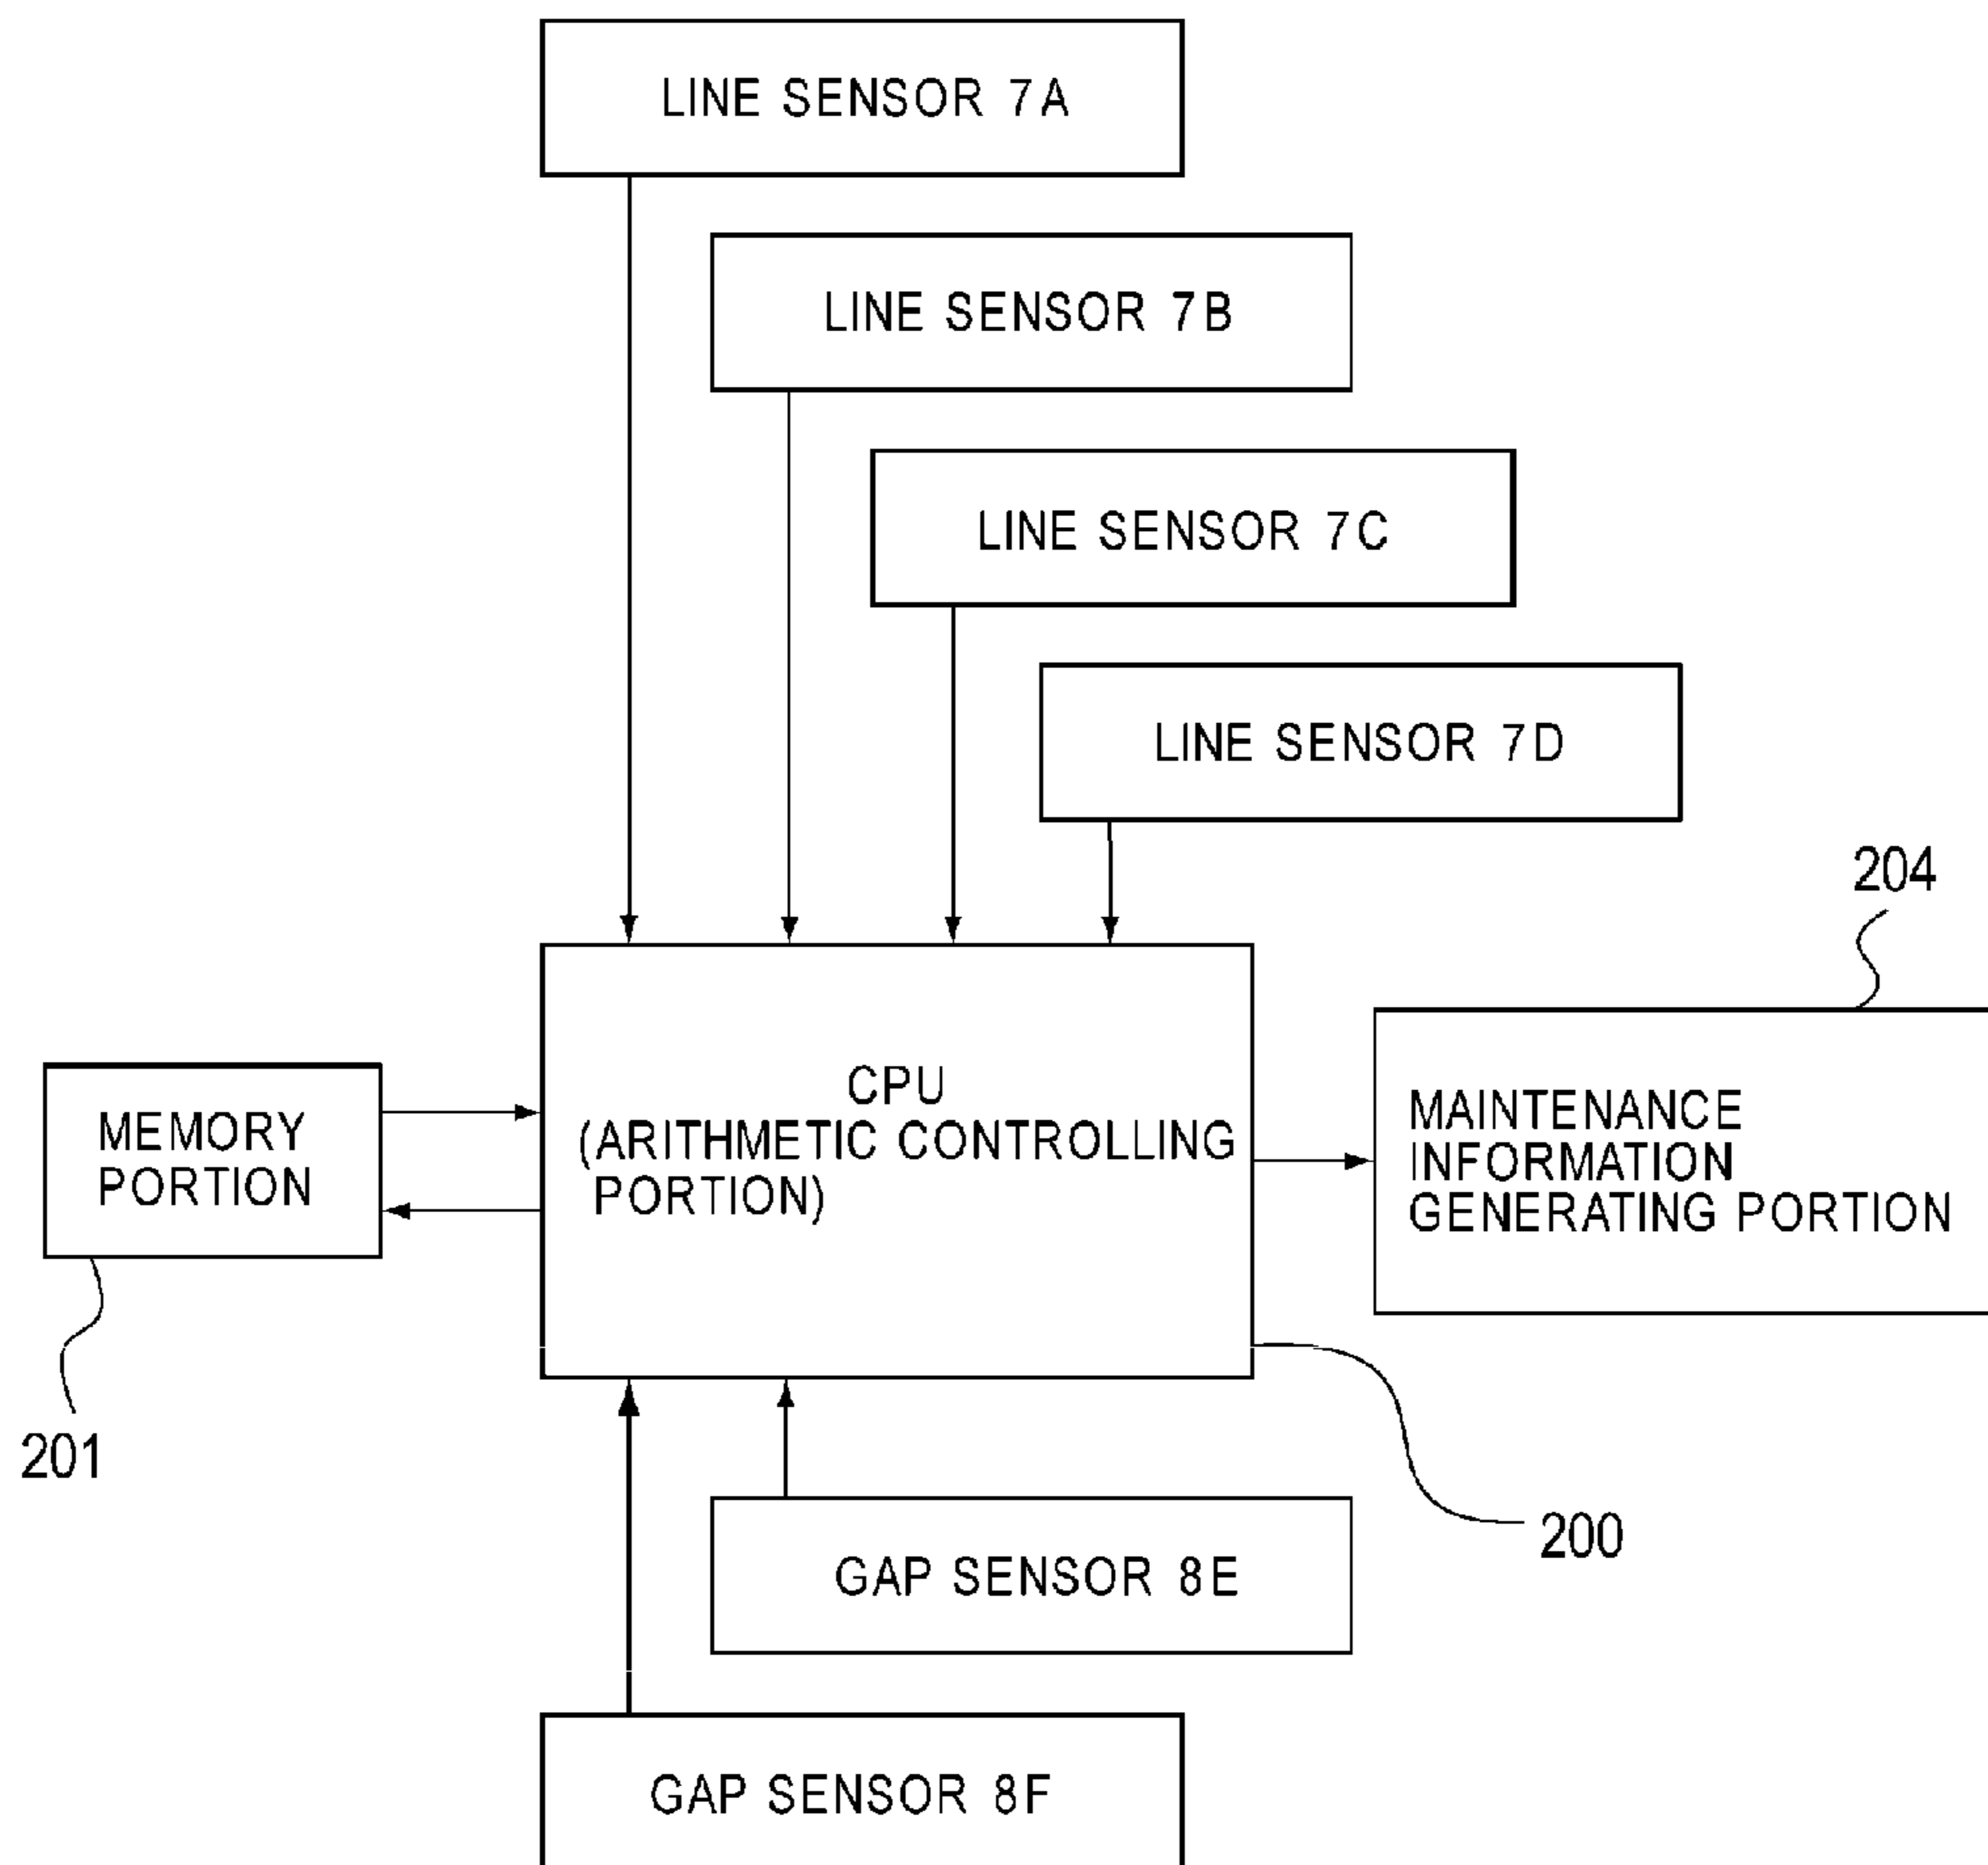 LINE SENSOR 7A
LINE SENSOR 7B
LINE SENSOR 7C
LINE SENSOR 7D
204
CPU
(ARITHMETIC CONTROLLING
PORTION)
MEMORY
PORTION
MAINTENANCE
INFORMATION
GENERATING PORTION
201
200
GAP SENSOR 8E
GAP SENSOR 8F